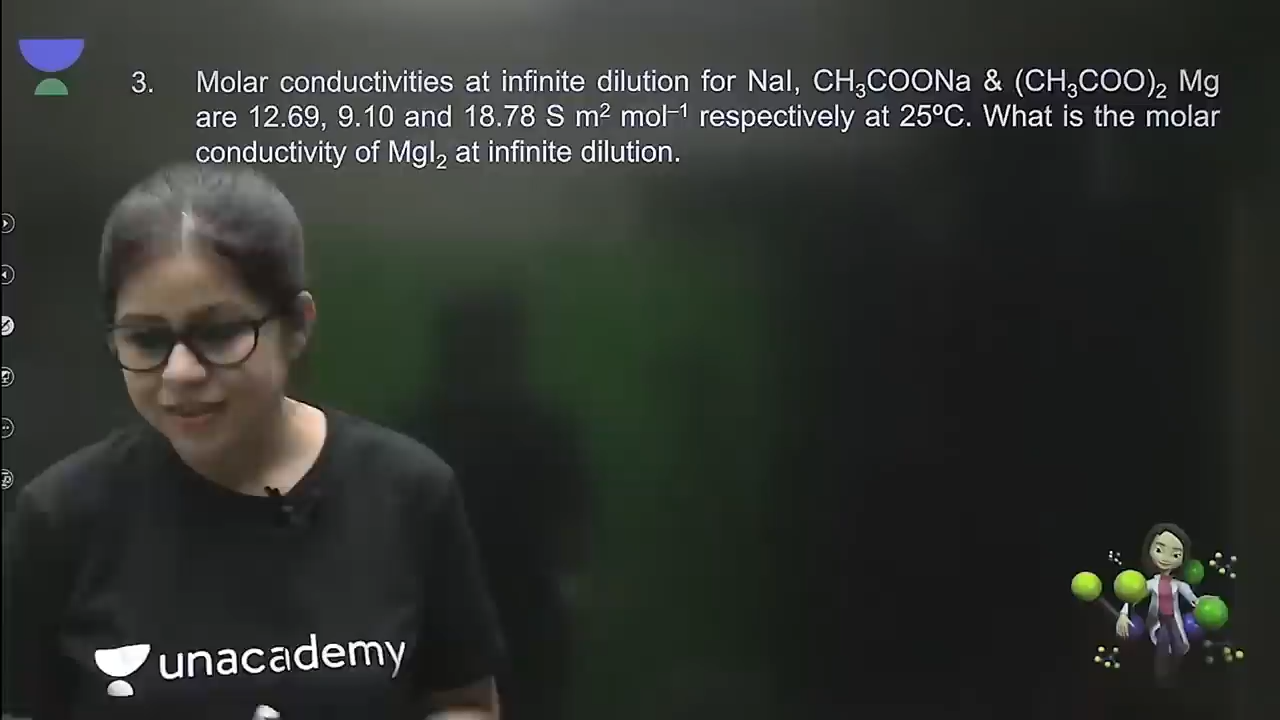 3. Molar conductivities at infinite dilution for NaI, CH₃COONa & (CH₃COO)₂ Mg
are 12.69, 9.10 and 18.78 S m² mol⁻¹ respectively at 25ºC. What is the molar
conductivity of MgI₂ at infinite dilution.
unacademy